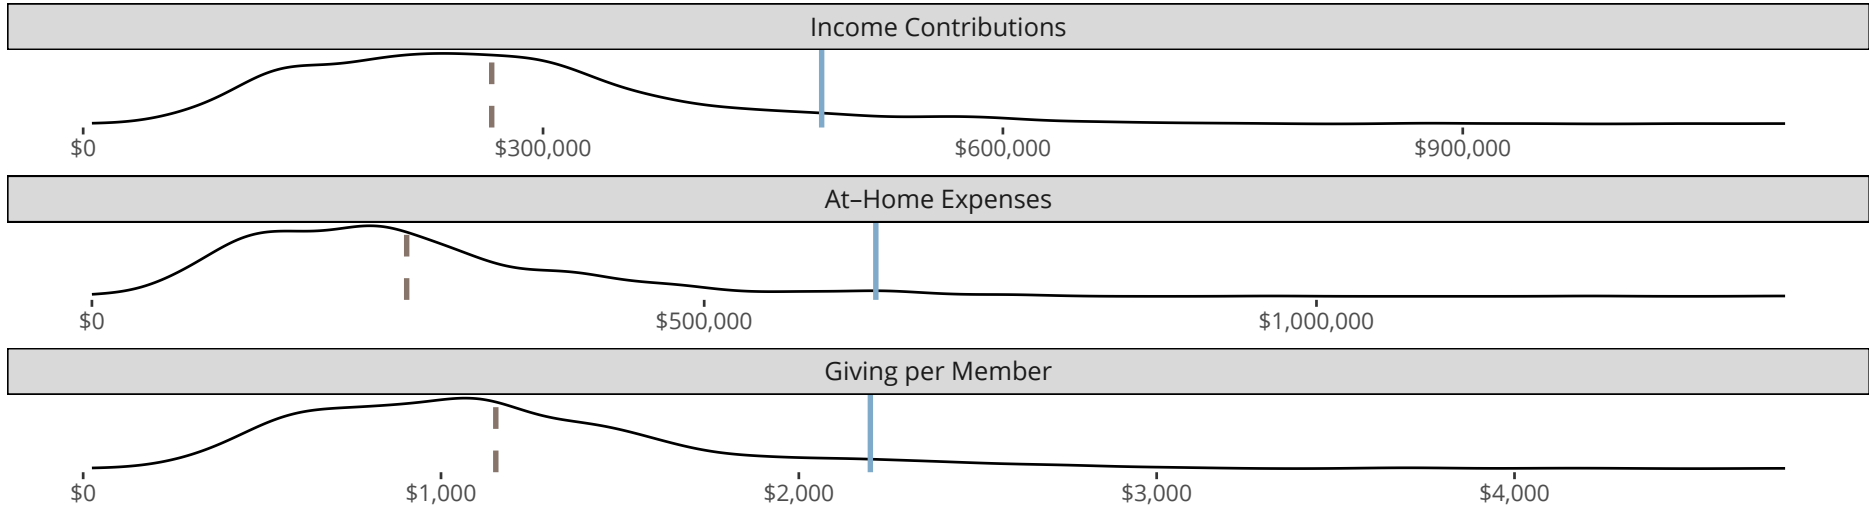 Income Contributions
$0 $300,000 $600,000 $900,000
At–Home Expenses
$0 $500,000 $1,000,000
Giving per Member
$0 $1,000 $2,000 $3,000 $4,000